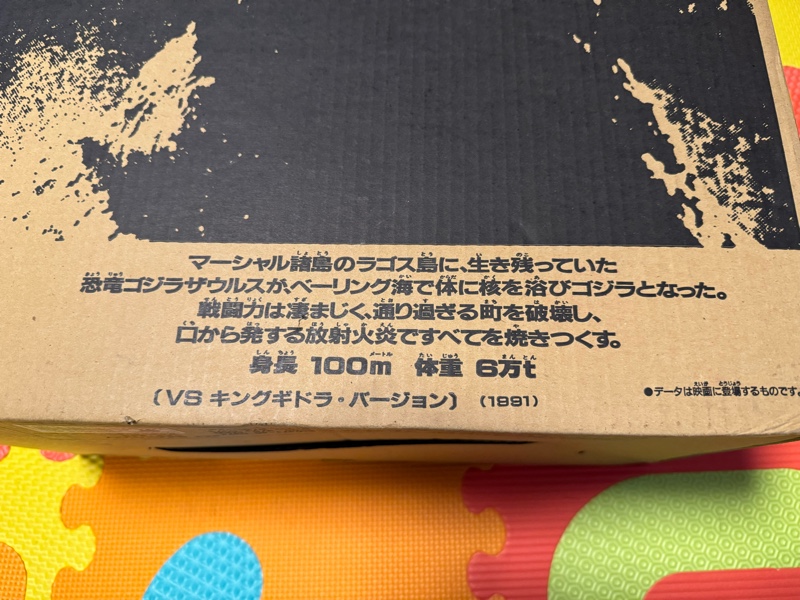 マーシャル諸島のラゴス島に、生き残っていた
恐竜ゴジラザウルスが、ベーリング海で体に核を浴びゴジラとなった。
戦闘力は凄まじく、通り過ぎる町を破壊し、
口から発する放射火炎ですべてを焼きつくす。
身長 100m 体重 6万t
〔VS キングギドラ・バージョン〕 (1991)
●データは映画に登場するものです。